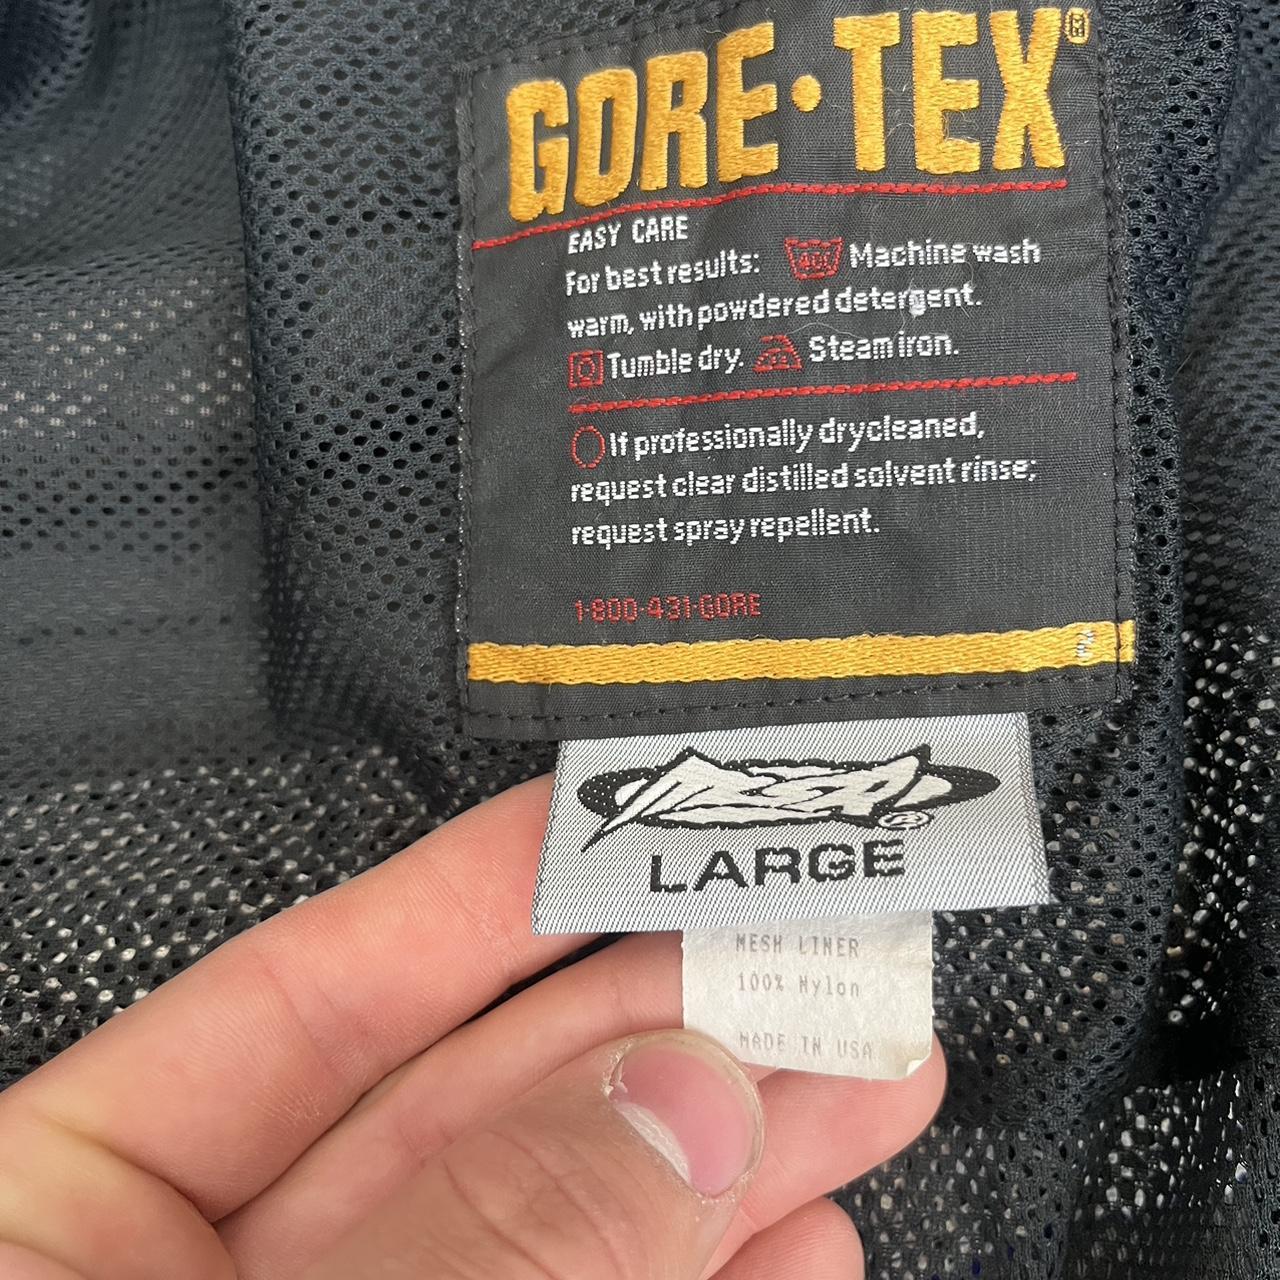 GORE·TEX®
EASY CARE
For best results: 40 Machine wash
warm, with powdered detergent.
Tumble dry. Steam iron.
If professionally drycleaned,
request clear distilled solvent rinse;
request spray repellent.
1·800·431·GORE
LARGE
MESH LINER
100% Nylon
MADE IN USA